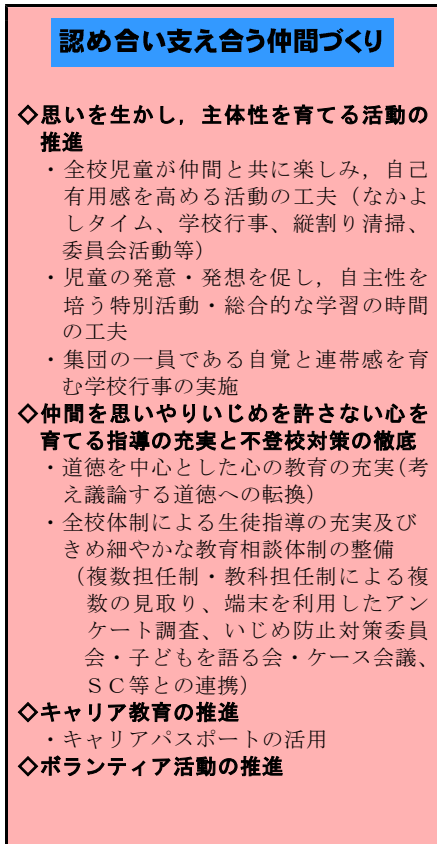 認め合い支え合う仲間づくり
◇思いを生かし，主体性を育てる活動の
推進
・全校児童が仲間と共に楽しみ，自己
有用感を高める活動の工夫（なかよ
しタイム、学校行事、縦割り清掃、
委員会活動等）
・児童の発意・発想を促し，自主性を
培う特別活動・総合的な学習の時間
の工夫
・集団の一員である自覚と連帯感を育
む学校行事の実施
◇仲間を思いやりいじめを許さない心を
育てる指導の充実と不登校対策の徹底
・道徳を中心とした心の教育の充実（考
え議論する道徳への転換）
・全校体制による生徒指導の充実及び
きめ細やかな教育相談体制の整備
（複数担任制・教科担任制による複
数の見取り、端末を利用したアン
ケート調査、いじめ防止対策委員
会・子どもを語る会・ケース会議、
ＳＣ等との連携）
◇キャリア教育の推進
・キャリアパスポートの活用
◇ボランティア活動の推進